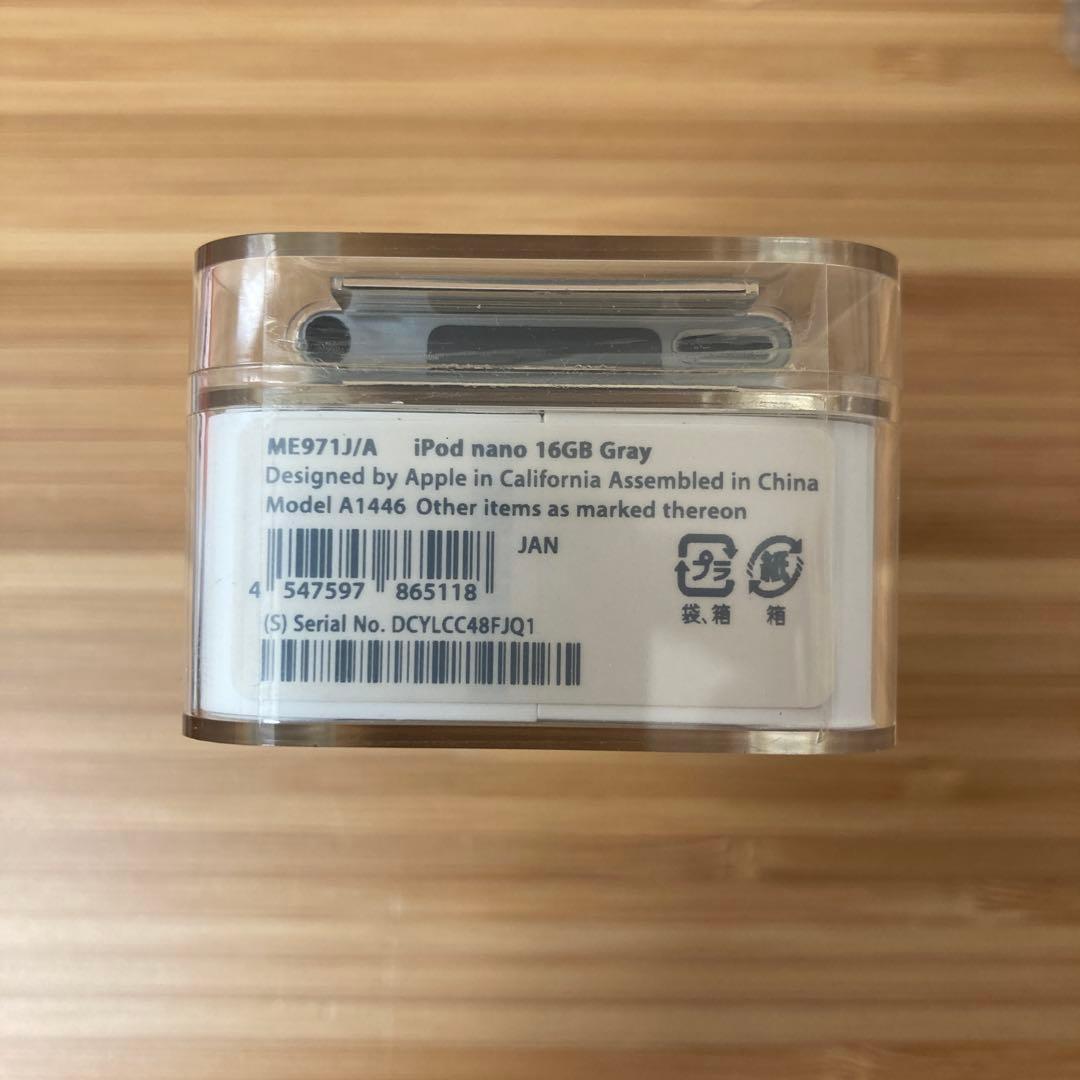 ME971J/A iPod nano 16GB Gray
Designed by Apple in California Assembled in China
Model A1446 Other items as marked thereon
JAN
4 547597 865118
プラ 紙
袋、箱 箱
(S) Serial No. DCYLCC48FJQ1